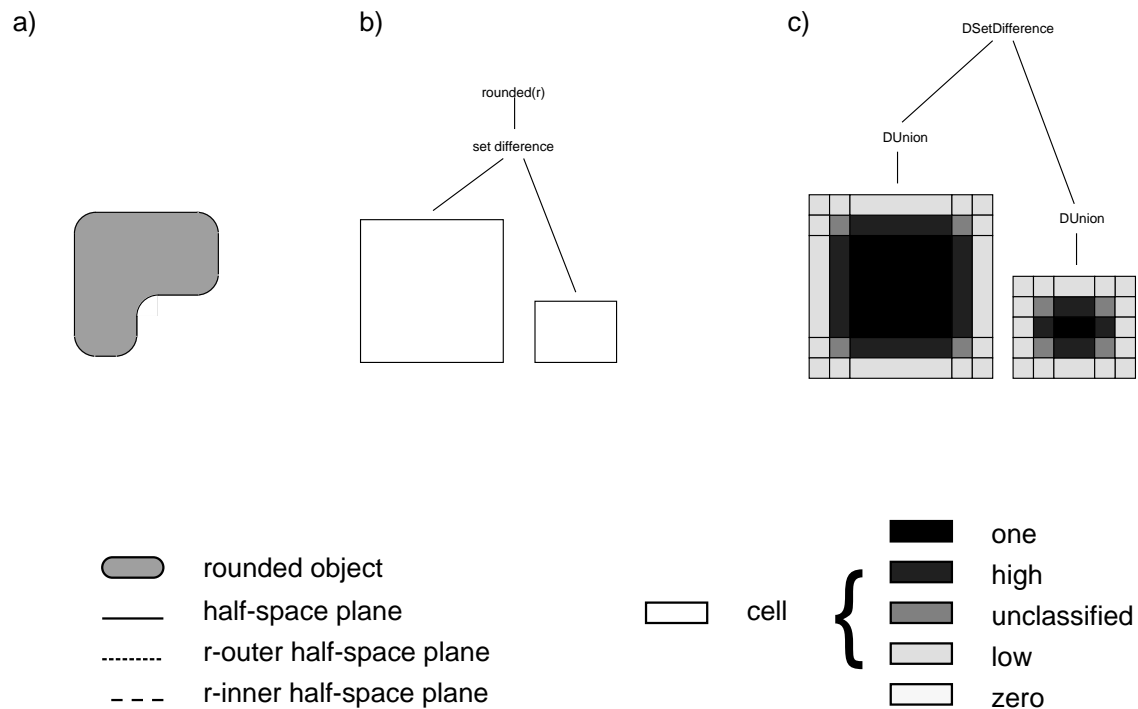 a)
b)
c)
DSetDifference
rounded(r)
DUnion
set difference
DUnion
rounded object
half-space plane
r-outer half-space plane
r-inner half-space plane
cell
{
one
high
unclassified
low
zero